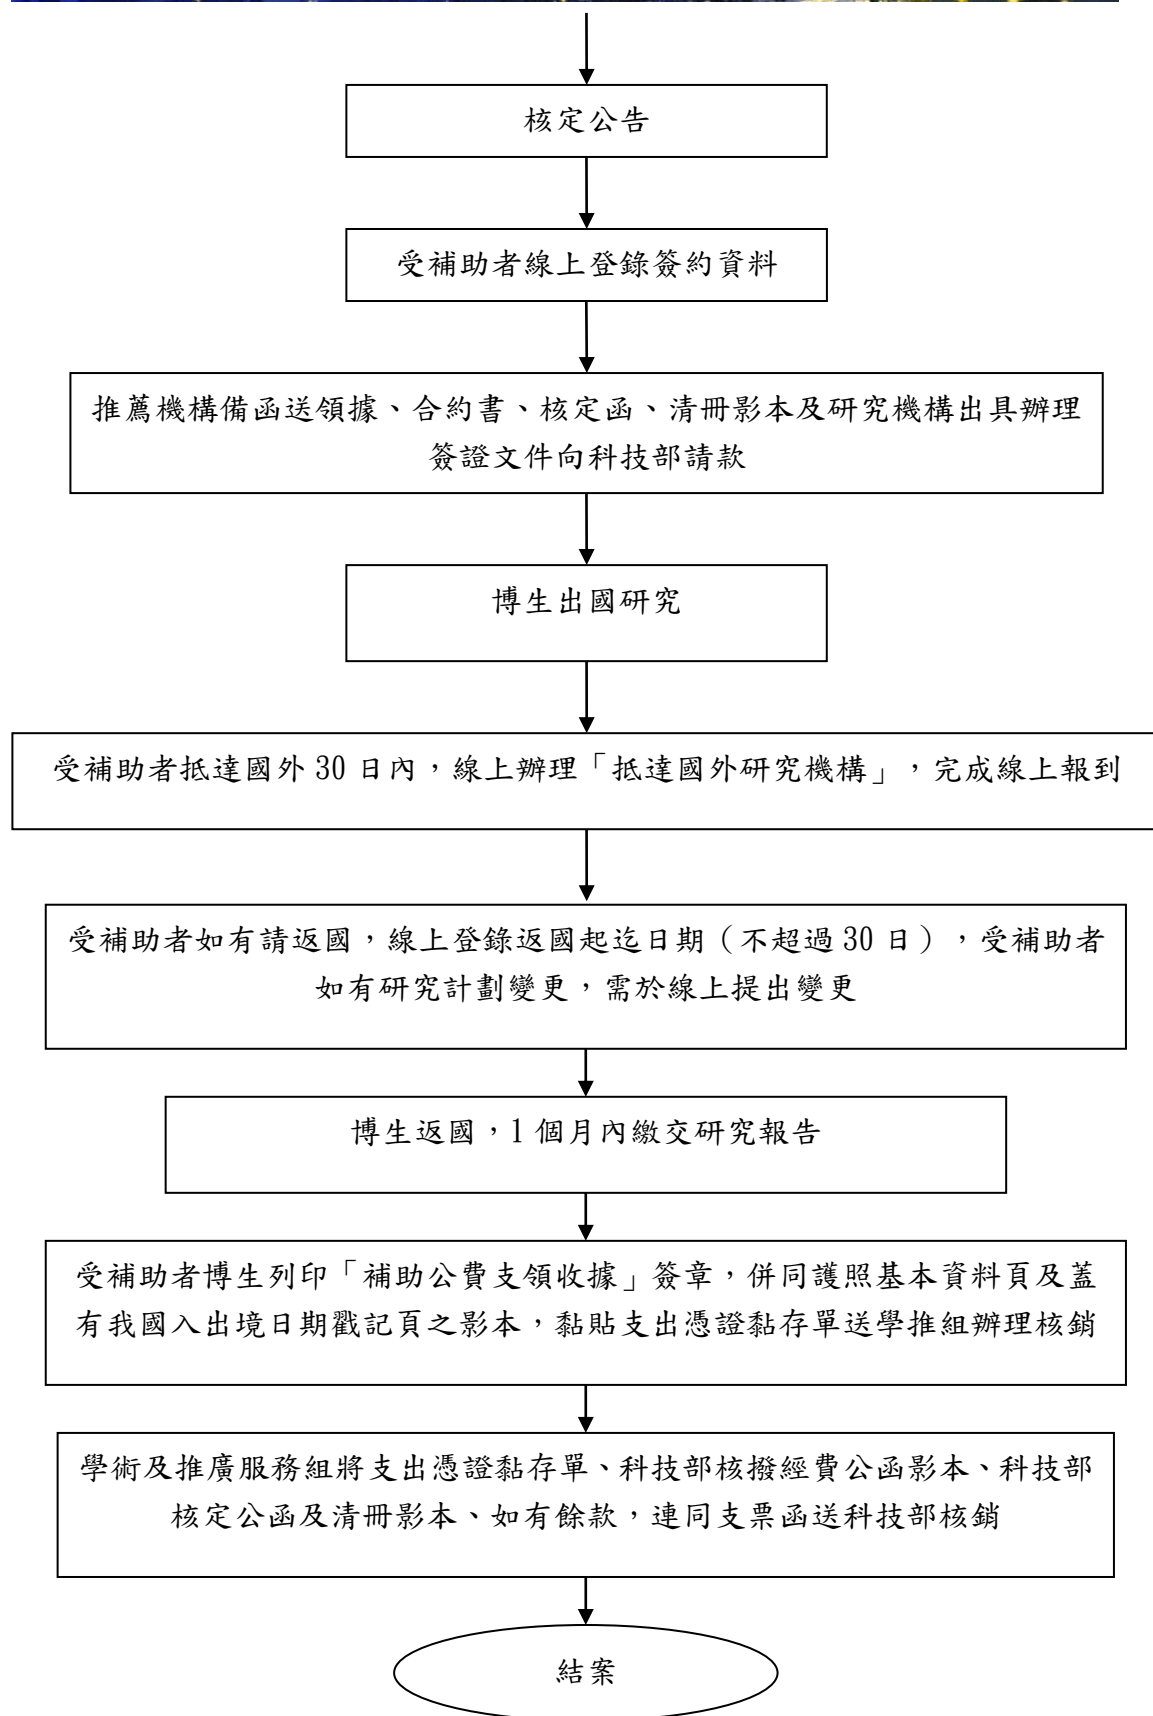 核定公告
受補助者線上登錄簽約資料
推薦機構備函送領據、合約書、核定函、清冊影本及研究機構出具辦理
簽證文件向科技部請款
博生出國研究
受補助者抵達國外 30 日內，線上辦理「抵達國外研究機構」，完成線上報到
受補助者如有請返國，線上登錄返國起迄日期（不超過 30 日），受補助者
如有研究計劃變更，需於線上提出變更
博生返國，1 個月內繳交研究報告
受補助者博生列印「補助公費支領收據」簽章，併同護照基本資料頁及蓋
有我國入出境日期戳記頁之影本，黏貼支出憑證黏存單送學推組辦理核銷
學術及推廣服務組將支出憑證黏存單、科技部核撥經費公函影本、科技部
核定公函及清冊影本、如有餘款，連同支票函送科技部核銷
結案